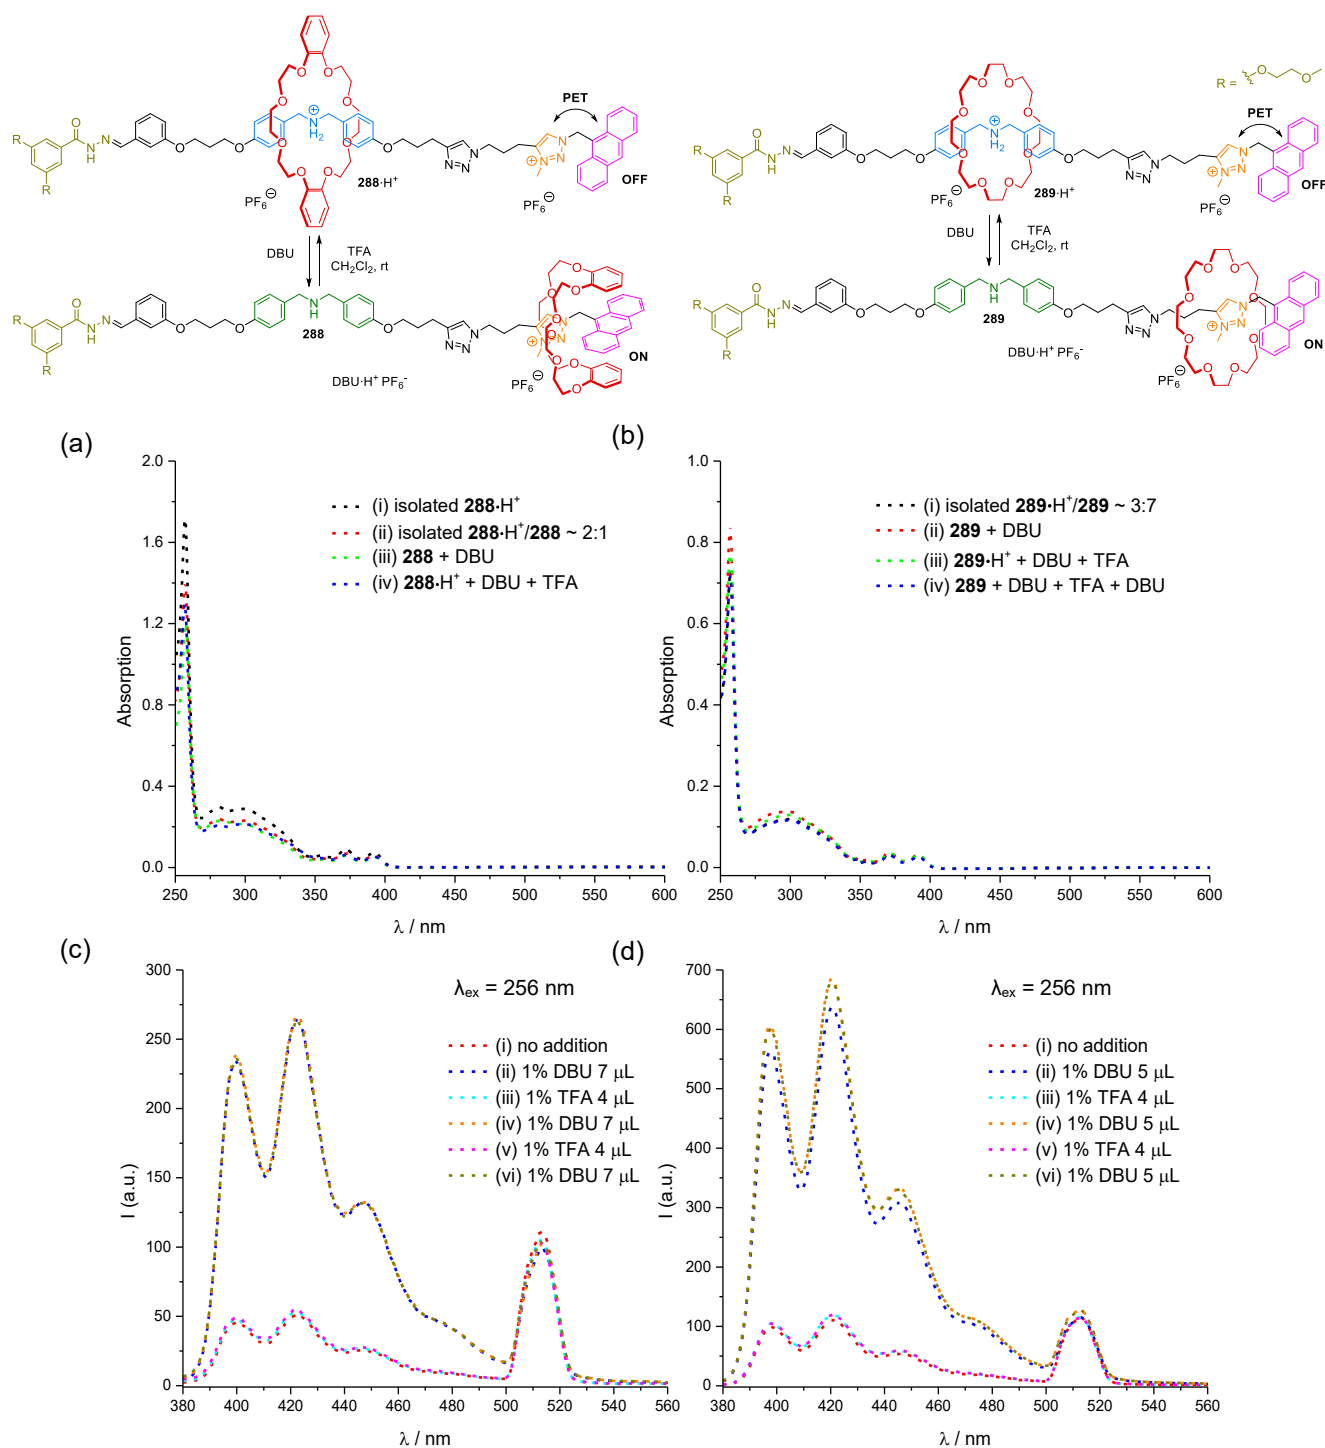 PET
OFF
288·H⁺
PF₆⊖
PF₆⊖
DBU
TFA
CH₂Cl₂, rt
288
DBU·H⁺ PF₆⁻
PF₆⊖
ON
R =
PET
OFF
289·H⁺
PF₆⊖
PF₆⊖
DBU
TFA
CH₂Cl₂, rt
289
DBU·H⁺ PF₆⁻
PF₆⊖
ON
(a)
2.0
1.6
1.2
0.8
0.4
0.0
Absorption
(i) isolated 288·H⁺
(ii) isolated 288·H⁺/288 ~ 2:1
(iii) 288 + DBU
(iv) 288·H⁺ + DBU + TFA
250 300 350 400 450 500 550 600
λ / nm
(b)
1.0
0.8
0.6
0.4
0.2
0.0
Absorption
(i) isolated 289·H⁺/289 ~ 3:7
(ii) 289 + DBU
(iii) 289·H⁺ + DBU + TFA
(iv) 289 + DBU + TFA + DBU
250 300 350 400 450 500 550 600
λ / nm
(c)
300
250
200
150
100
50
0
I (a.u.)
λex = 256 nm
(i) no addition
(ii) 1% DBU 7 μL
(iii) 1% TFA 4 μL
(iv) 1% DBU 7 μL
(v) 1% TFA 4 μL
(vi) 1% DBU 7 μL
380 400 420 440 460 480 500 520 540 560
λ / nm
(d)
700
600
500
400
300
200
100
0
I (a.u.)
λex = 256 nm
(i) no addition
(ii) 1% DBU 5 μL
(iii) 1% TFA 4 μL
(iv) 1% DBU 5 μL
(v) 1% TFA 4 μL
(vi) 1% DBU 5 μL
380 400 420 440 460 480 500 520 540 560
λ / nm